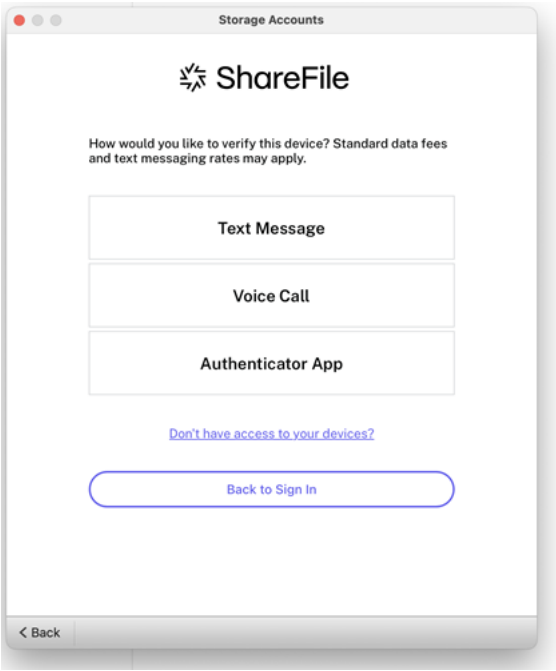 Storage Accounts
ShareFile
How would you like to verify this device? Standard data fees
and text messaging rates may apply.
Text Message
Voice Call
Authenticator App
Don't have access to your devices?
Back to Sign In
Back